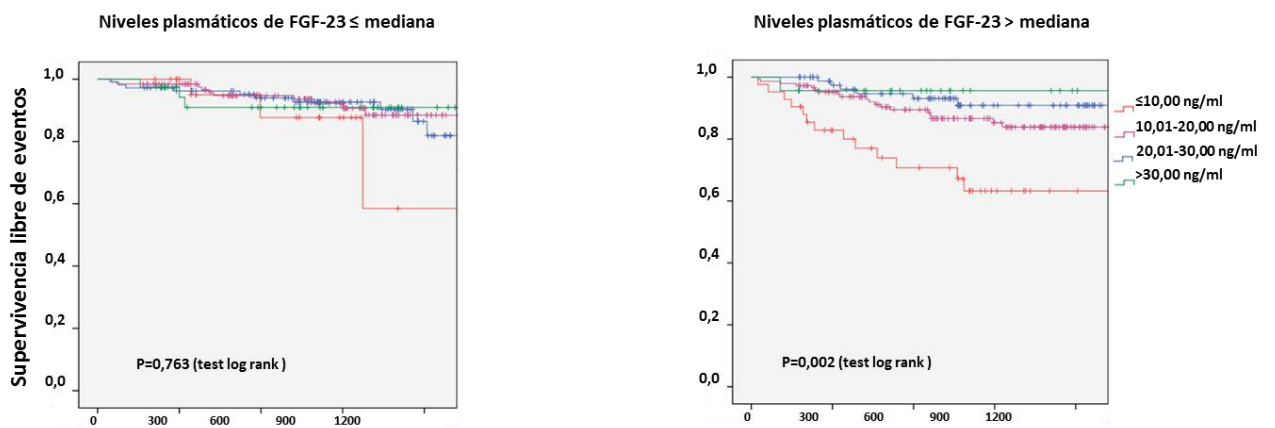 Niveles plasmáticos de FGF-23 ≤ mediana
Supervivencia libre de eventos
1,0
0,8
0,6
0,4
0,2
0,0
P=0,763 (test log rank )
0 300 600 900 1200
Niveles plasmáticos de FGF-23 > mediana
1,0
0,8
0,6
0,4
0,2
0,0
P=0,002 (test log rank )
0 300 600 900 1200
≤10,00 ng/ml
10,01-20,00 ng/ml
20,01-30,00 ng/ml
>30,00 ng/ml